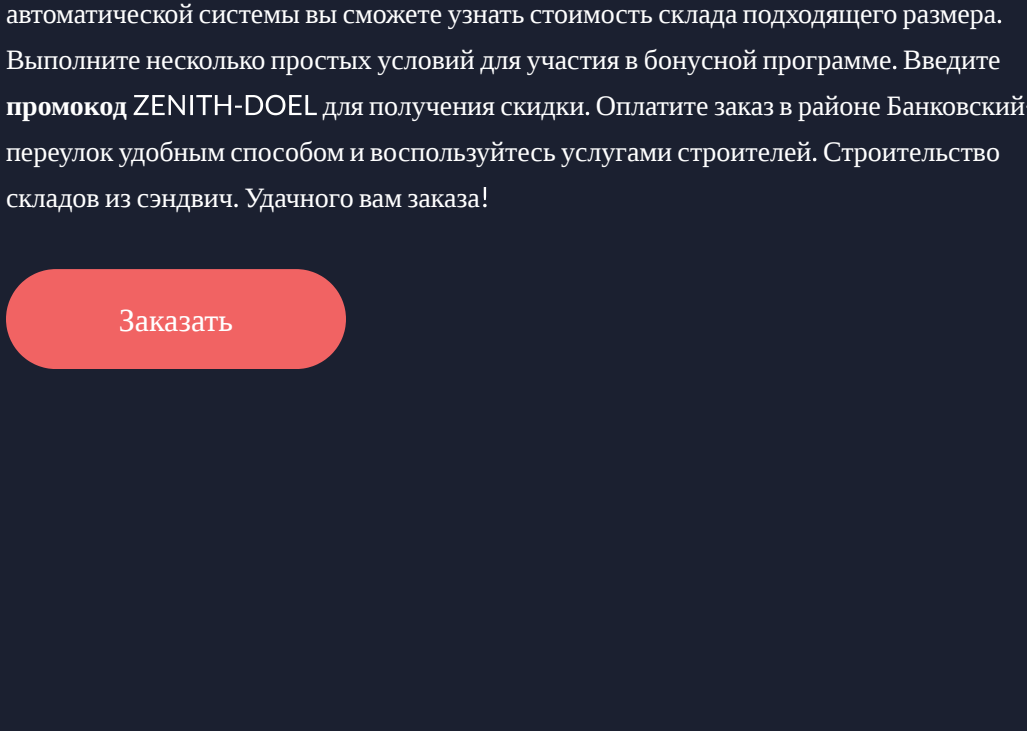 автоматической системы вы сможете узнать стоимость склада подходящего размера.
Выполните несколько простых условий для участия в бонусной программе. Введите
промокод ZENITH-DOEL для получения скидки. Оплатите заказ в районе Банковский-
переулок удобным способом и воспользуйтесь услугами строителей. Строительство
складов из сэндвич. Удачного вам заказа!
Заказать